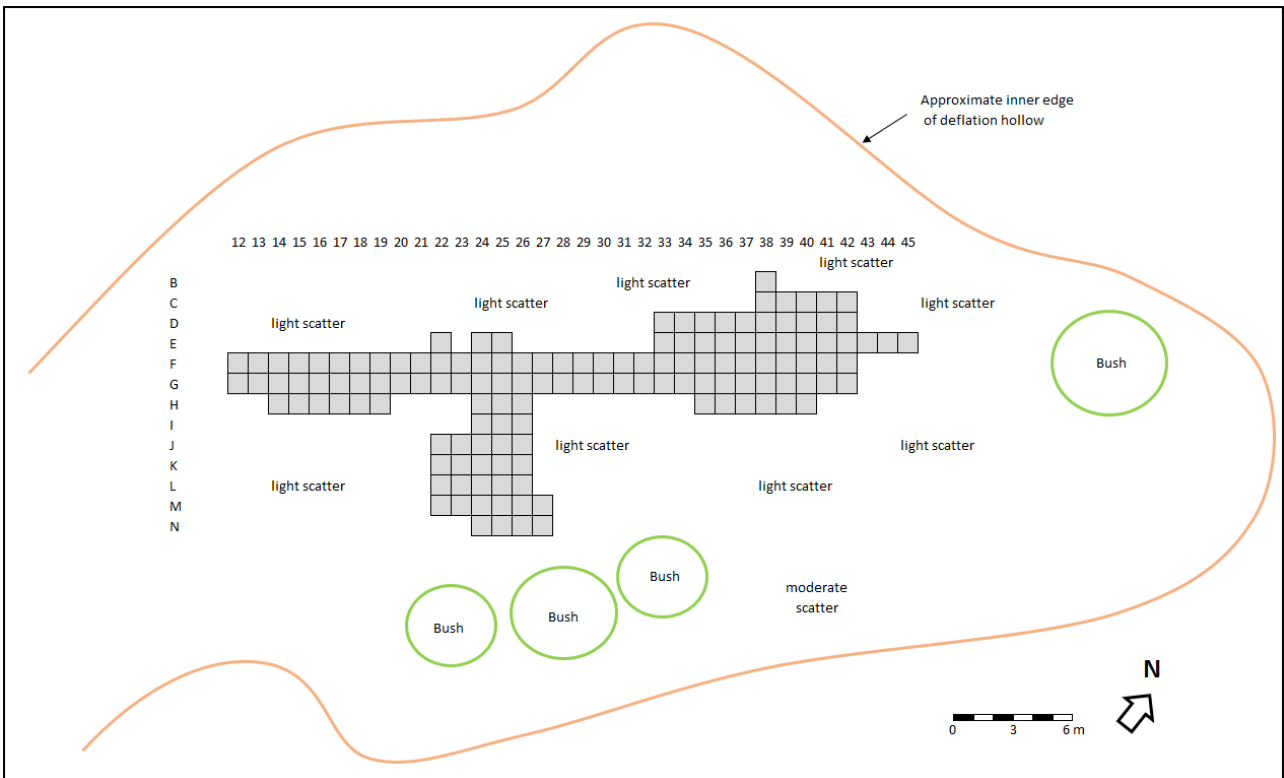 Approximate inner edge
of deflation hollow
12 13 14 15 16 17 18 19 20 21 22 23 24 25 26 27 28 29 30 31 32 33 34 35 36 37 38 39 40 41 42 43 44 45
light scatter
B light scatter
C light scatter light scatter
D light scatter
E
F Bush
G
H
I
J light scatter light scatter
K
L light scatter light scatter
M
N
Bush
moderate
scatter
Bush
Bush
N
0 3 6 m